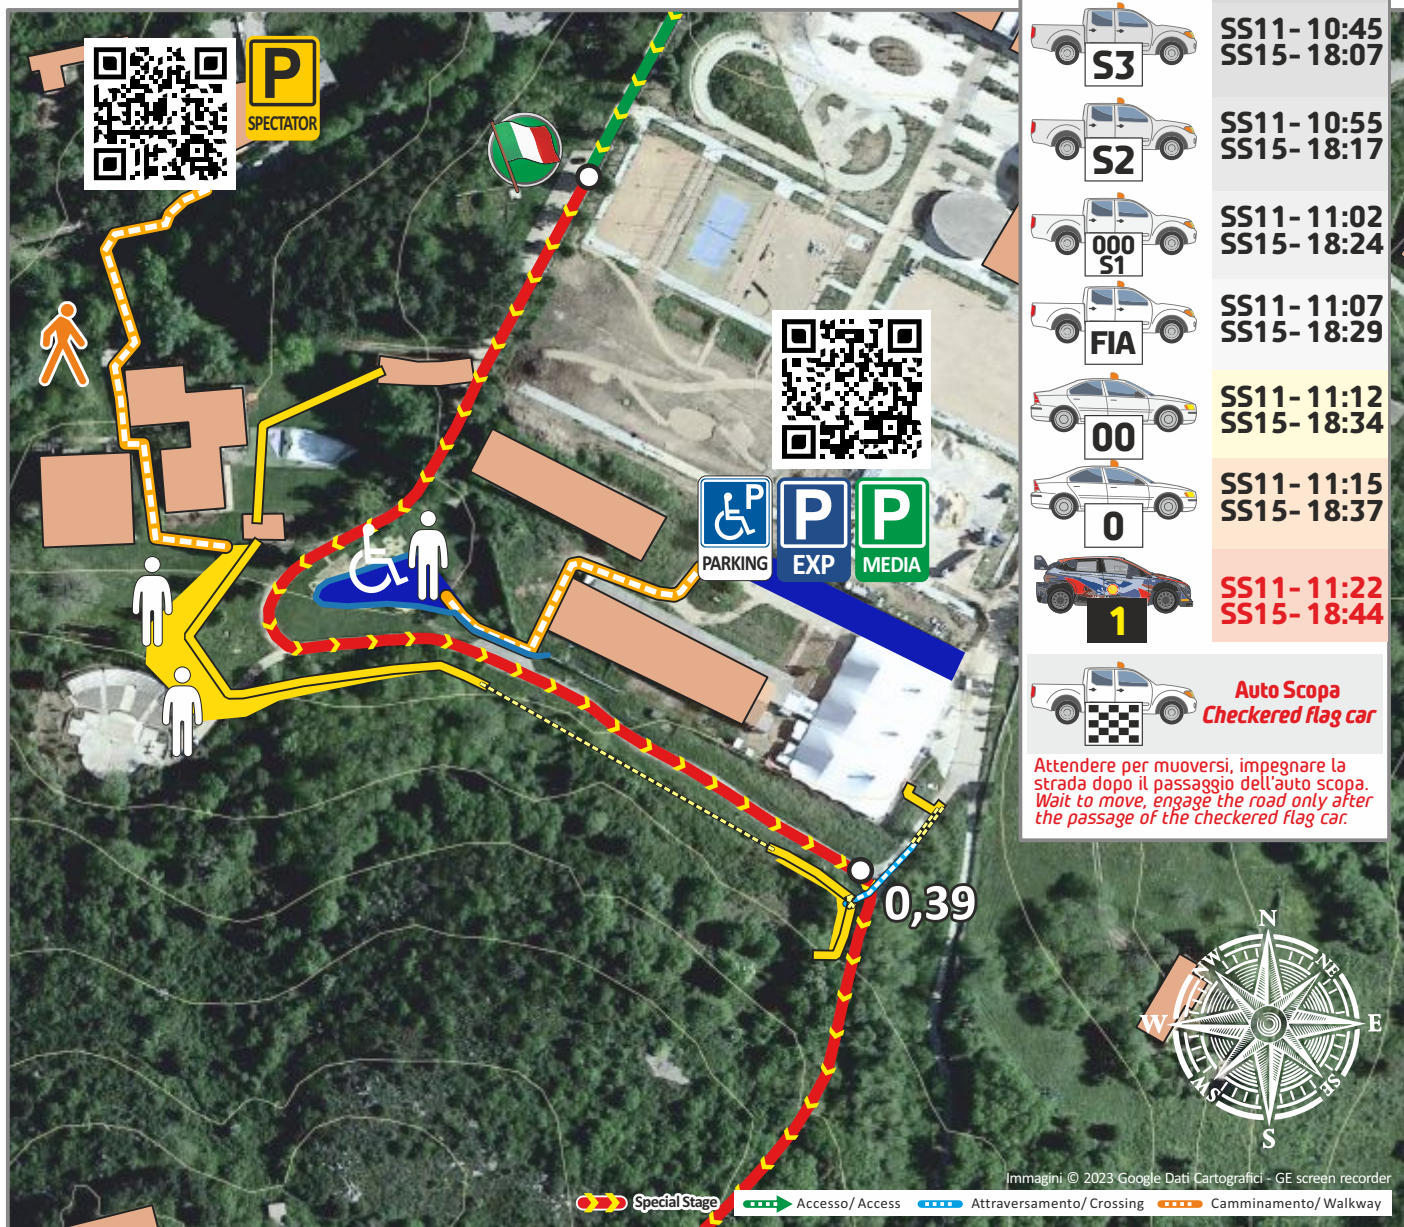 P
SPECTATOR
S3
SS11-10:45
SS15-18:07
S2
SS11-10:55
SS15-18:17
000
S1
SS11-11:02
SS15-18:24
FIA
SS11-11:07
SS15-18:29
00
SS11-11:12
SS15-18:34
0
SS11-11:15
SS15-18:37
1
SS11-11:22
SS15-18:44
Auto Scopa
Checkered flag car
Attendere per muoversi, impegnare la
strada dopo il passaggio dell'auto scopa.
Wait to move, engage the road only after
the passage of the checkered flag car.
P
PARKING
P
EXP
P
MEDIA
0,39
N
NW
NE
W
E
SW
SE
S
Immagini © 2023 Google Dati Cartografici - GE screen recorder
Special Stage
Accesso/Access
Attraversamento/Crossing
Camminamento/Walkway